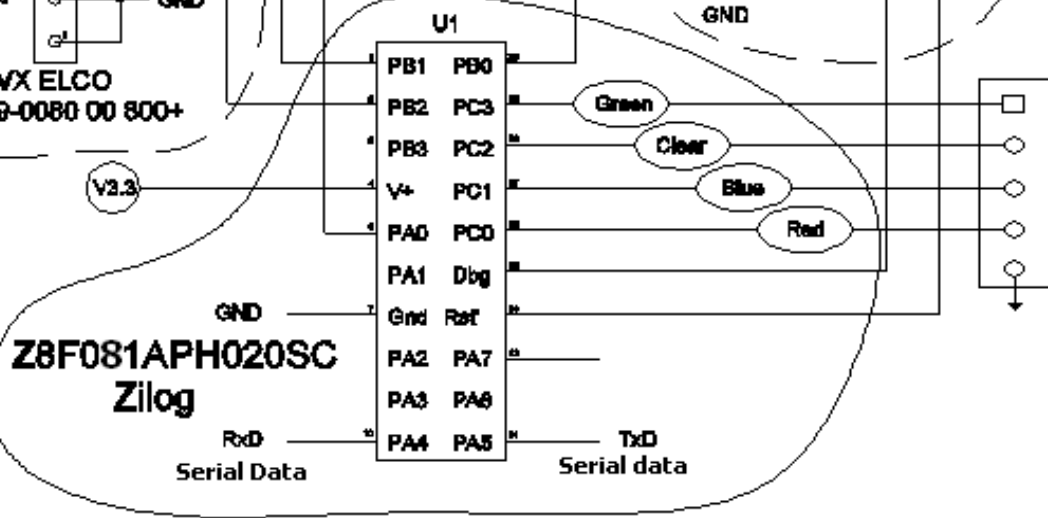 GND
GND
U1
VX ELCO
9-0080 00 800+
PB1 PB0
PB2 PC3 Green
PB3 PC2 Clear
V3.3 V+ PC1 Blue
PA0 PC0 Red
PA1 Dbg
GND Gnd Rst
Z8F081APH020SC
Zilog
PA2 PA7
PA3 PA6
RxD PA4 PA5 TxD
Serial Data Serial data